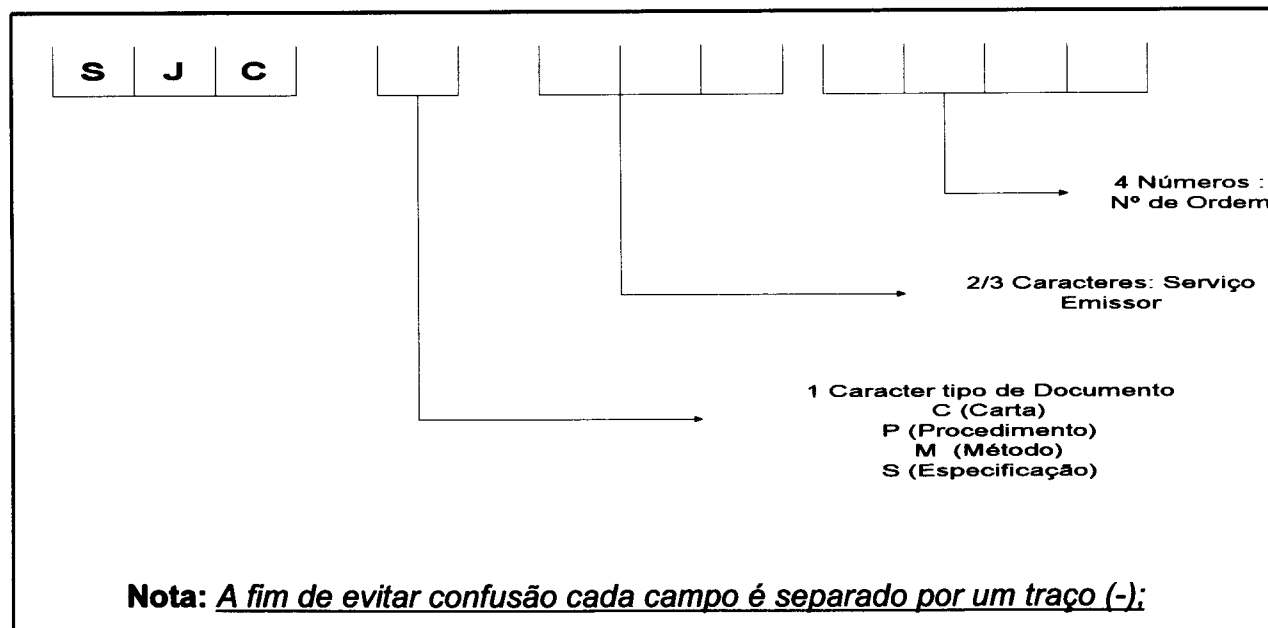 S J C
4 Números :
Nº de Ordem
2/3 Caracteres: Serviço
Emissor
1 Caracter tipo de Documento
C (Carta)
P (Procedimento)
M (Método)
S (Especificação)
Nota: A fim de evitar confusão cada campo é separado por um traço (-);